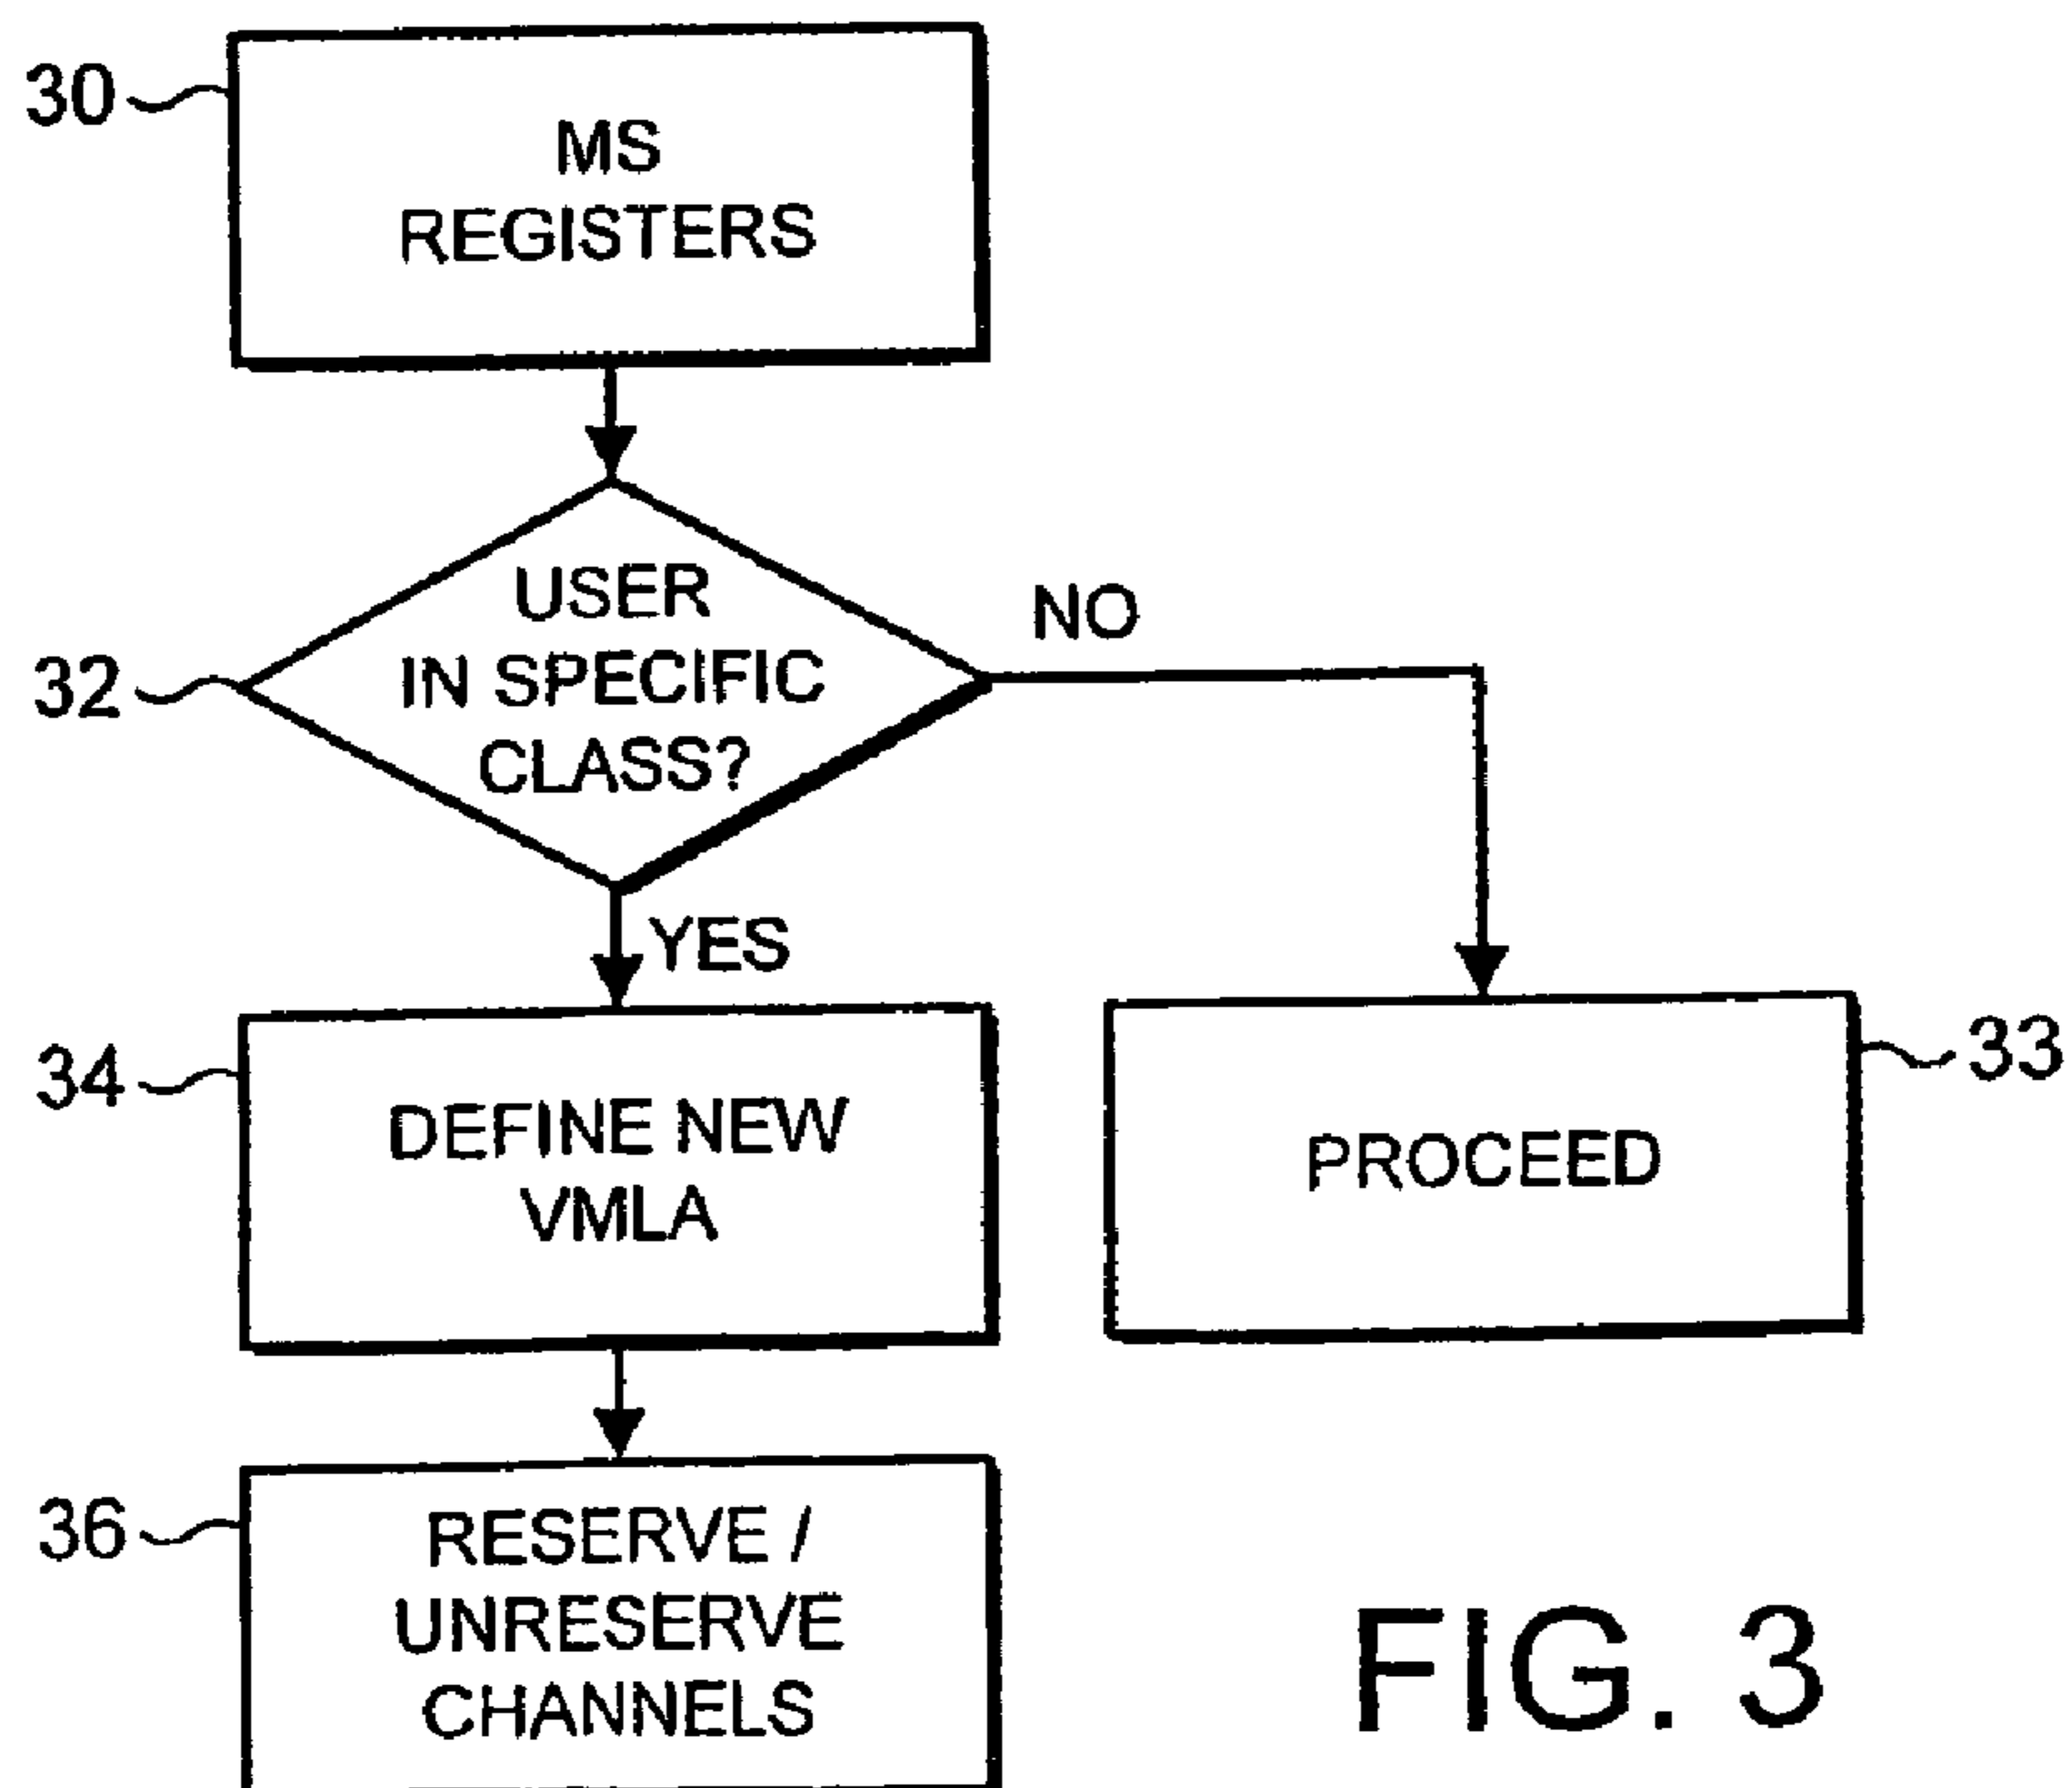 30
MS
REGISTERS
32
USER
IN SPECIFIC
CLASS?
NO
YES
34
DEFINE NEW
VMLA
PROCEED
33
36
RESERVE /
UNRESERVE
CHANNELS
FIG. 3